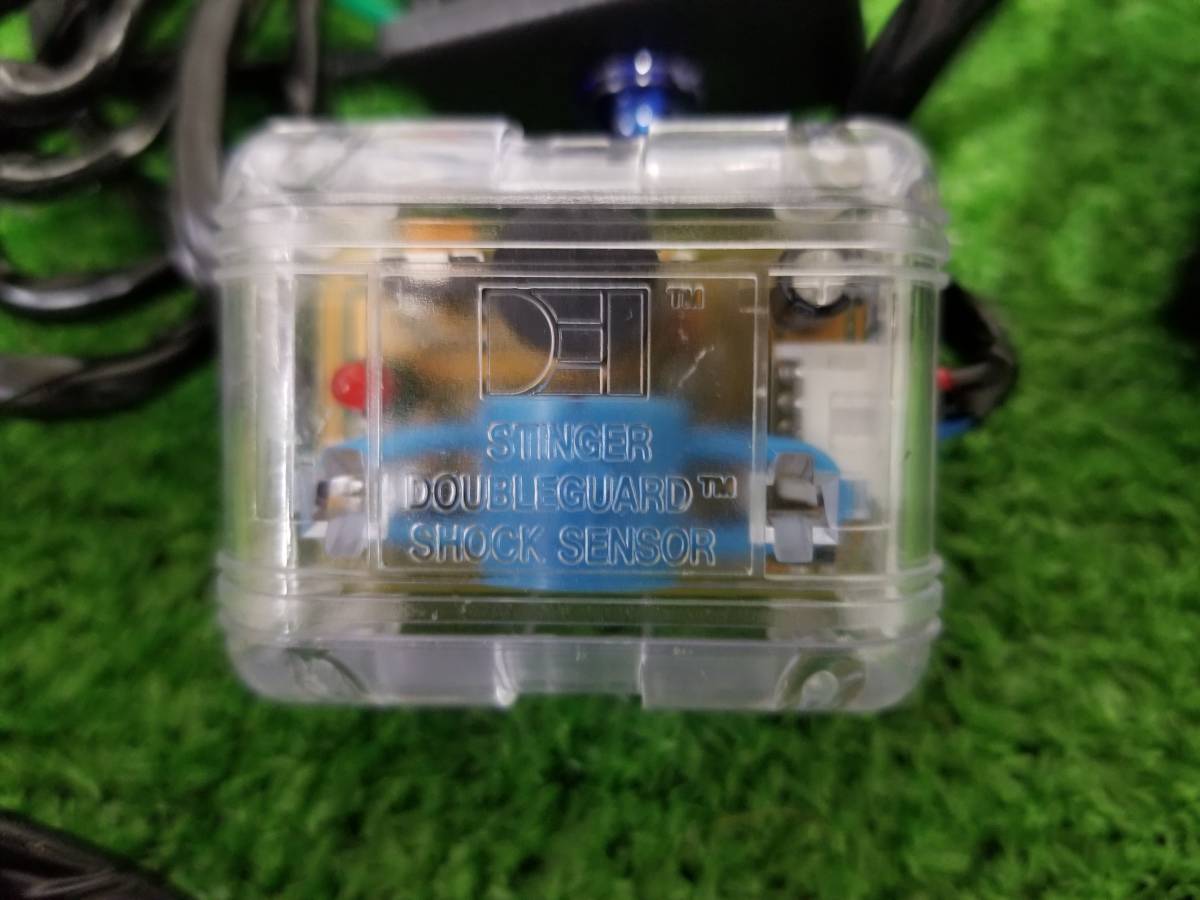 DEI™
STINGER
DOUBLEGUARD™
SHOCK SENSOR